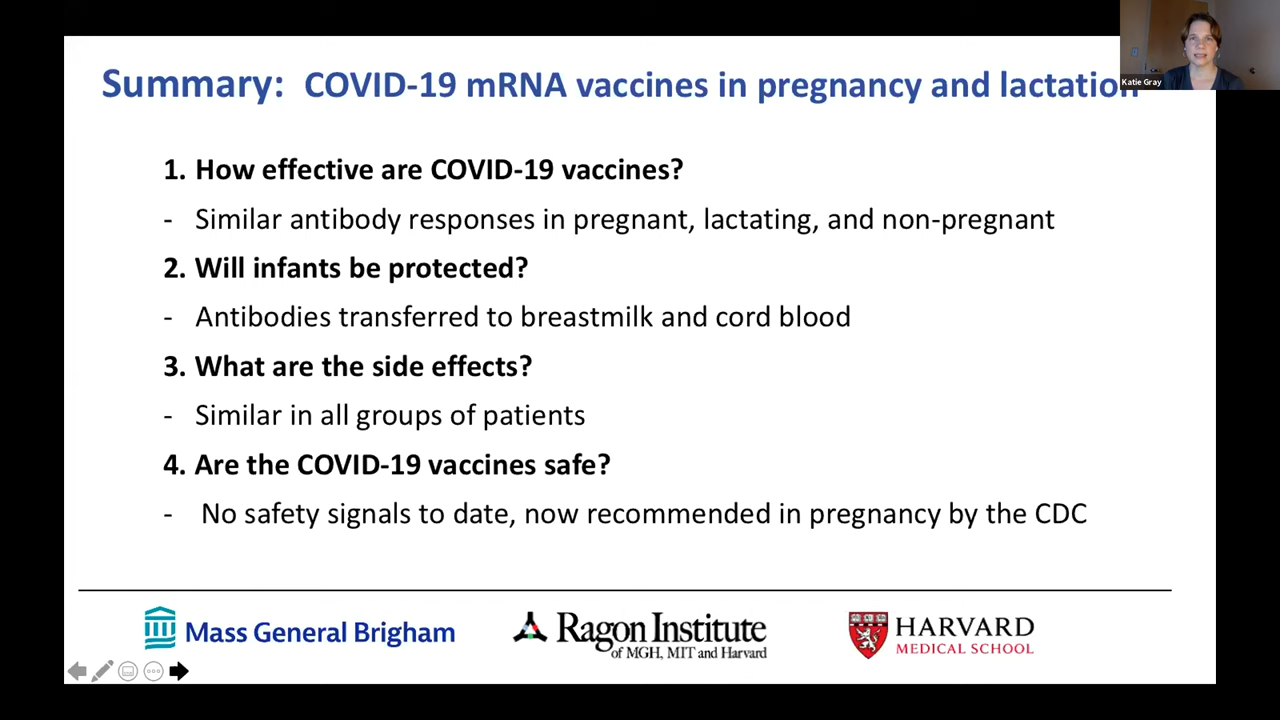 Summary: COVID-19 mRNA vaccines in pregnancy and lactation
Katie Gray
1. How effective are COVID-19 vaccines?
- Similar antibody responses in pregnant, lactating, and non-pregnant
2. Will infants be protected?
- Antibodies transferred to breastmilk and cord blood
3. What are the side effects?
- Similar in all groups of patients
4. Are the COVID-19 vaccines safe?
- No safety signals to date, now recommended in pregnancy by the CDC
Mass General Brigham
Ragon Institute
of MGH, MIT and Harvard
HARVARD
MEDICAL SCHOOL